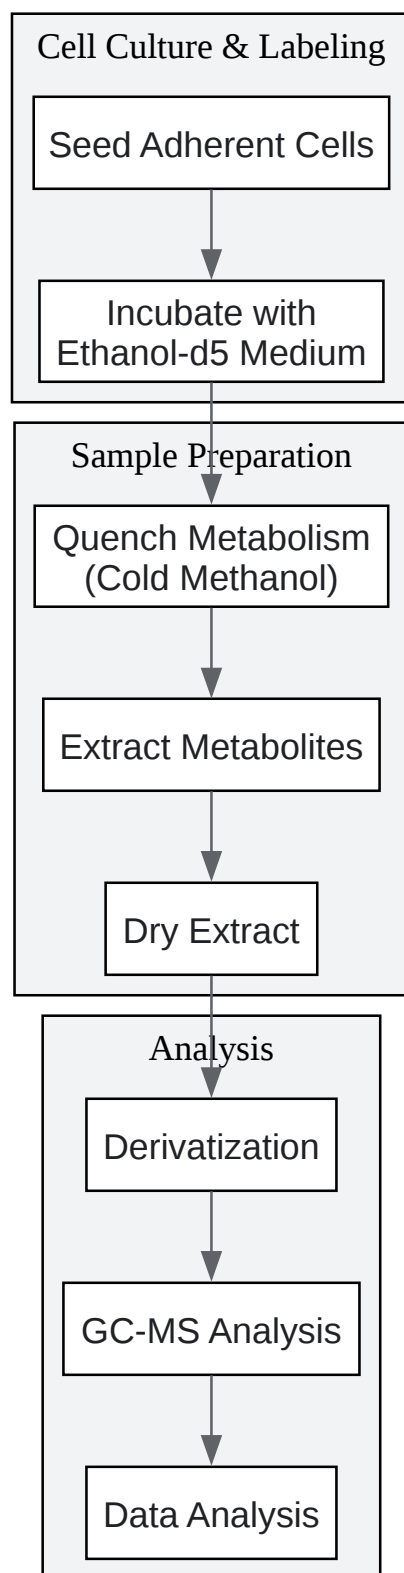 Cell Culture & Labeling
Seed Adherent Cells
Incubate with
Ethanol-d5 Medium
Sample Preparation
Quench Metabolism
(Cold Methanol)
Extract Metabolites
Dry Extract
Analysis
Derivatization
GC-MS Analysis
Data Analysis